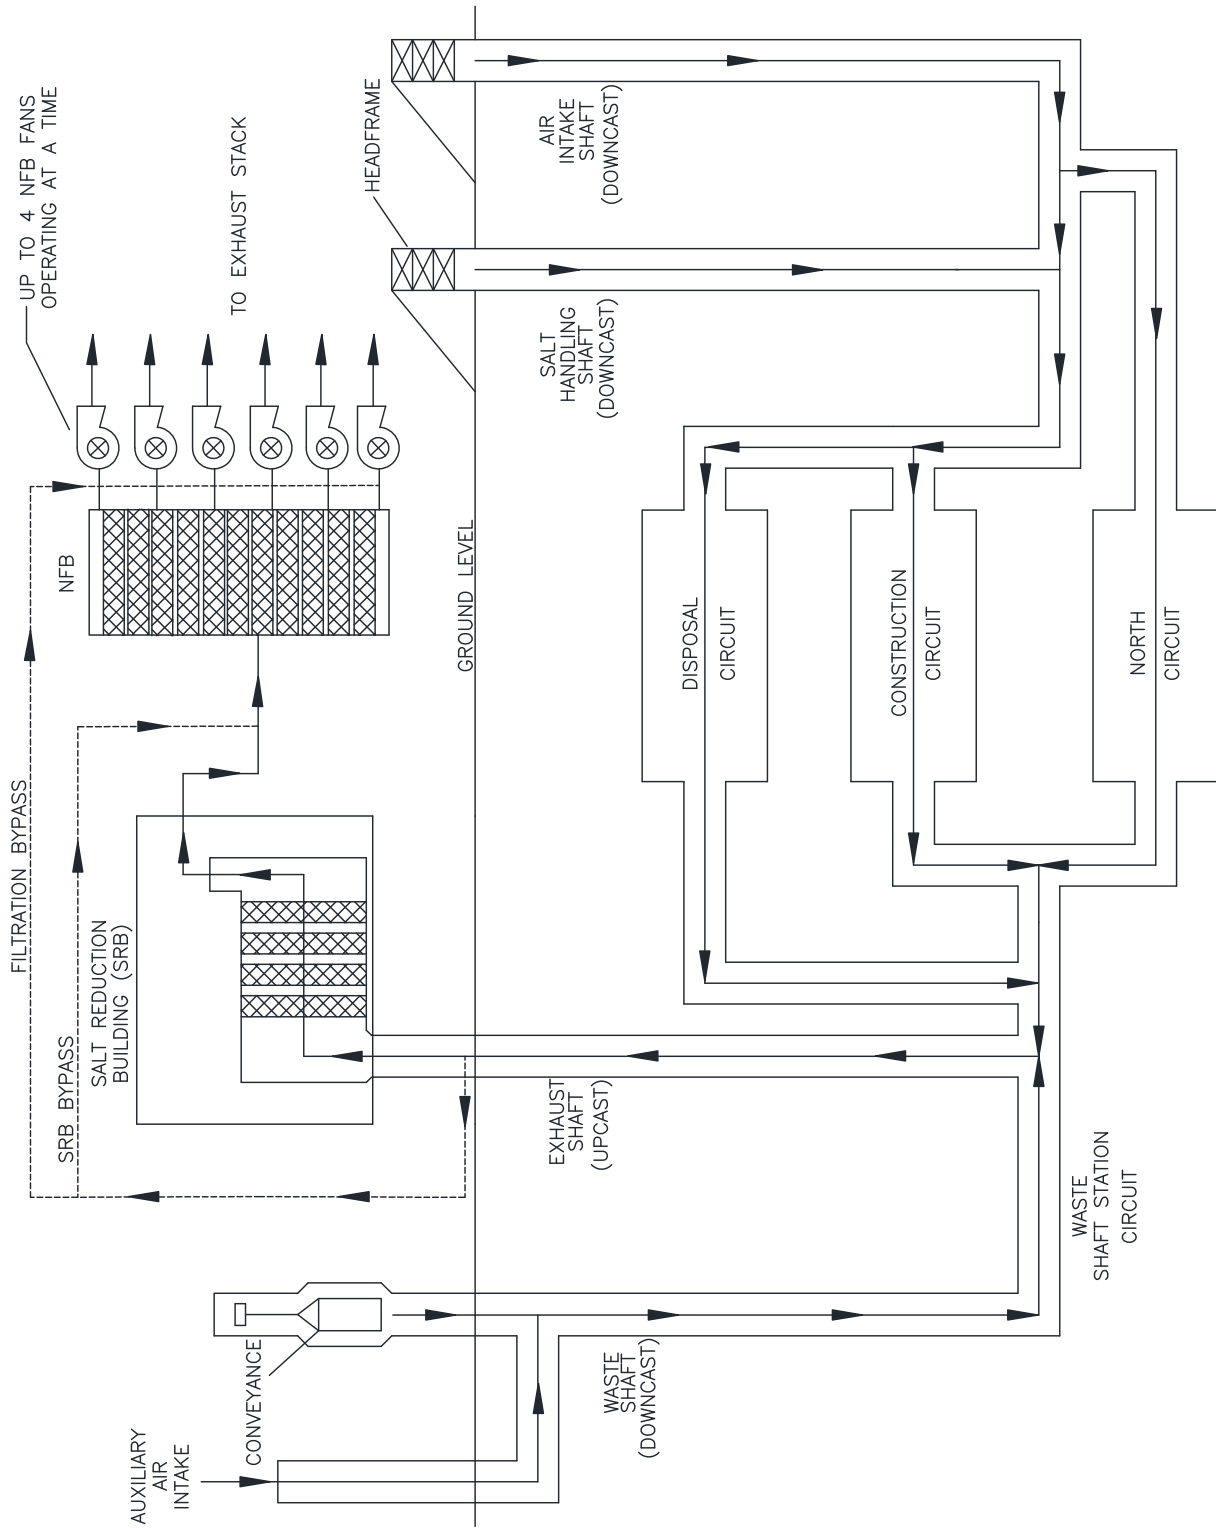 UP TO 4 NFB FANS
OPERATING AT A TIME
TO EXHAUST STACK
HEADFRAME
AIR
INTAKE
SHAFT
(DOWNCAST)
SALT
HANDLING
SHAFT
(DOWNCAST)
NFB
GROUND LEVEL
DISPOSAL
CIRCUIT
CONSTRUCTION
CIRCUIT
NORTH
CIRCUIT
FILTRATION BYPASS
SRB BYPASS
SALT REDUCTION
BUILDING (SRB)
EXHAUST
SHAFT
(UPCAST)
WASTE
SHAFT STATION
CIRCUIT
CONVEYANCE
WASTE
SHAFT
(DOWNCAST)
AUXILIARY
AIR
INTAKE